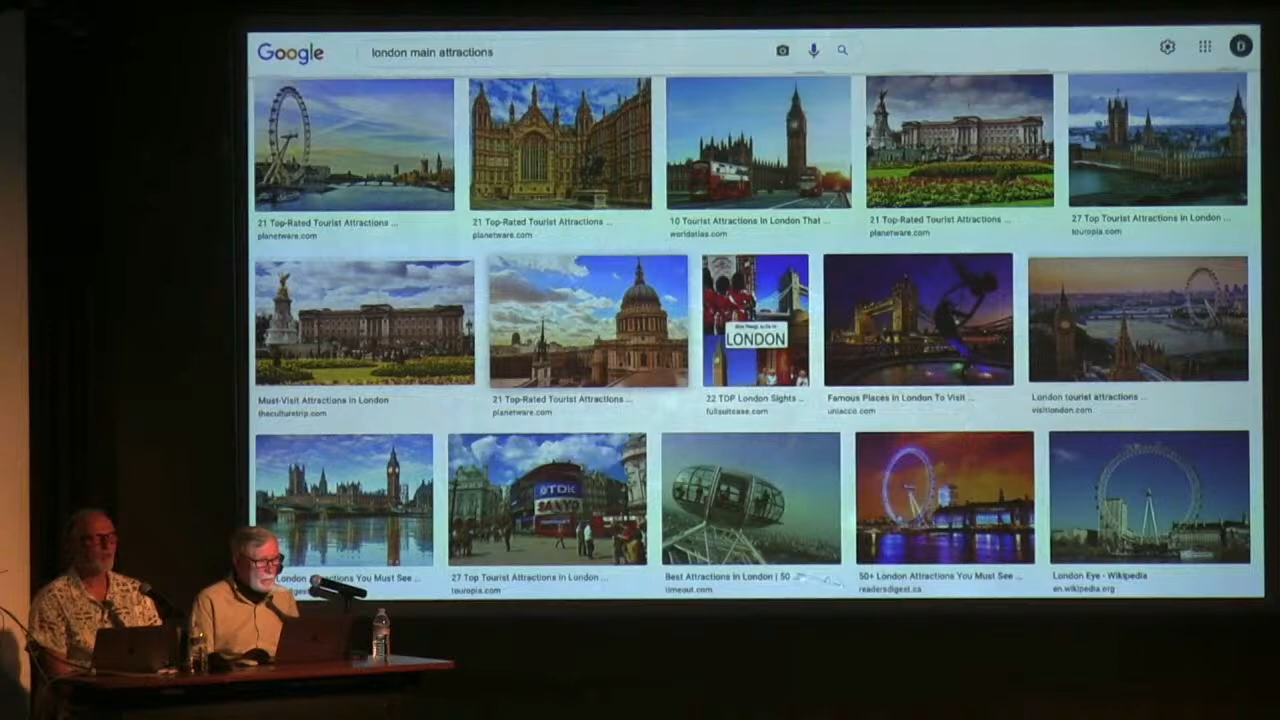 Google
london main attractions
D
21 Top-Rated Tourist Attractions ...
planetware.com
21 Top-Rated Tourist Attractions ...
planetware.com
10 Tourist Attractions In London That ...
worldatlas.com
21 Top-Rated Tourist Attractions ...
planetware.com
27 Top Tourist Attractions in London ...
touropia.com
LONDON
Must-Visit Attractions in London
theculturetrip.com
21 Top-Rated Tourist Attractions ...
planetware.com
22 TOP London Sights ...
fullsuitcase.com
Famous Places in London To Visit ...
uniacco.com
London tourist attractions ...
visitlondon.com
TDK
SANYO
London
ctions You Must See ...
27 Top Tourist Attractions in London ...
touropia.com
Best Attractions in London | 50 ...
timeout.com
50+ London Attractions You Must See ...
readersdigest.ca
London Eye - Wikipedia
en.wikipedia.org